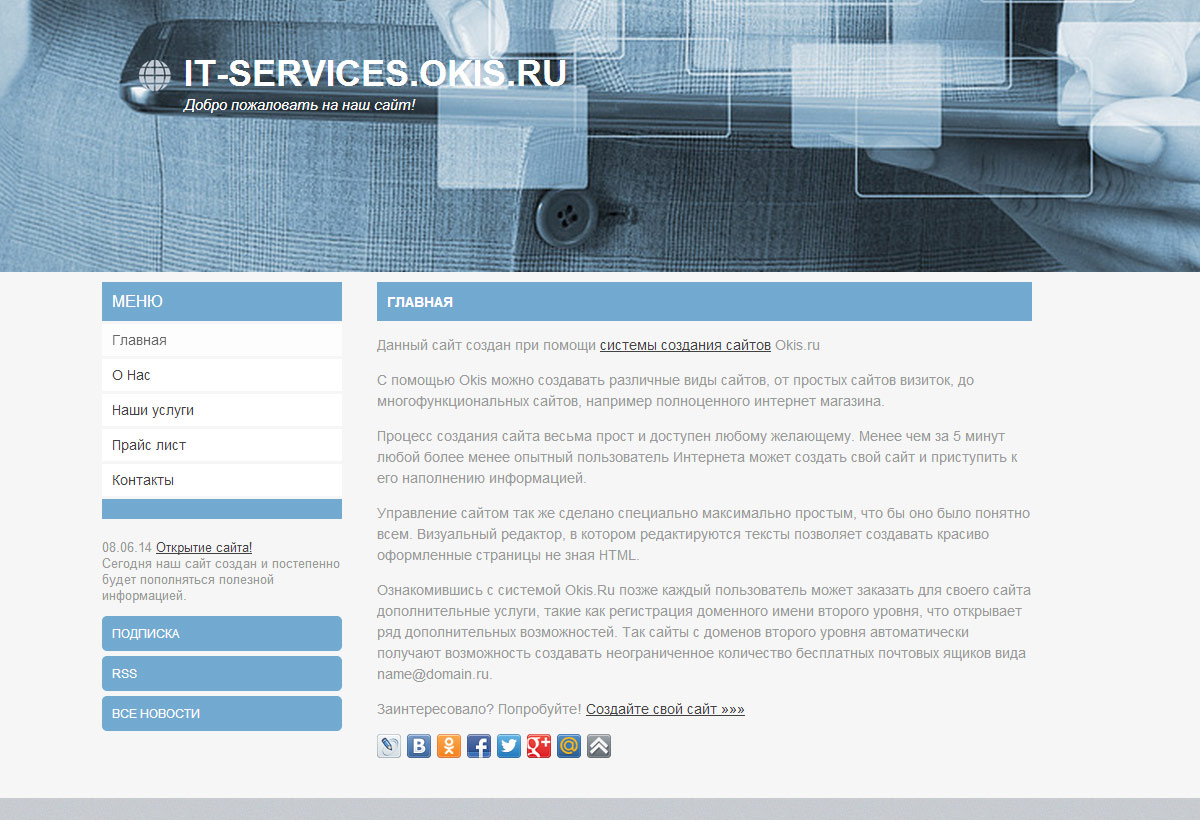 IT-SERVICES.OKIS.RU
Добро пожаловать на наш сайт!
МЕНЮ
Главная
О Нас
Наши услуги
Прайс лист
Контакты
08.06.14 Открытие сайта!
Сегодня наш сайт создан и постепенно
будет пополняться полезной
информацией.
ПОДПИСКА
RSS
ВСЕ НОВОСТИ
ГЛАВНАЯ
Данный сайт создан при помощи системы создания сайтов Okis.ru
С помощью Okis можно создавать различные виды сайтов, от простых сайтов визиток, до
многофункциональных сайтов, например полноценного интернет магазина.
Процесс создания сайта весьма прост и доступен любому желающему. Менее чем за 5 минут
любой более менее опытный пользователь Интернета может создать свой сайт и приступить к
его наполнению информацией.
Управление сайтом так же сделано специально максимально простым, что бы оно было понятно
всем. Визуальный редактор, в котором редактируются тексты позволяет создавать красиво
оформленные страницы не зная HTML.
Ознакомившись с системой Okis.Ru позже каждый пользователь может заказать для своего сайта
дополнительные услуги, такие как регистрация доменного имени второго уровня, что открывает
ряд дополнительных возможностей. Так сайты с доменов второго уровня автоматически
получают возможность создавать неограниченное количество бесплатных почтовых ящиков вида
name@domain.ru.
Заинтересовало? Попробуйте! Создайте свой сайт »»»